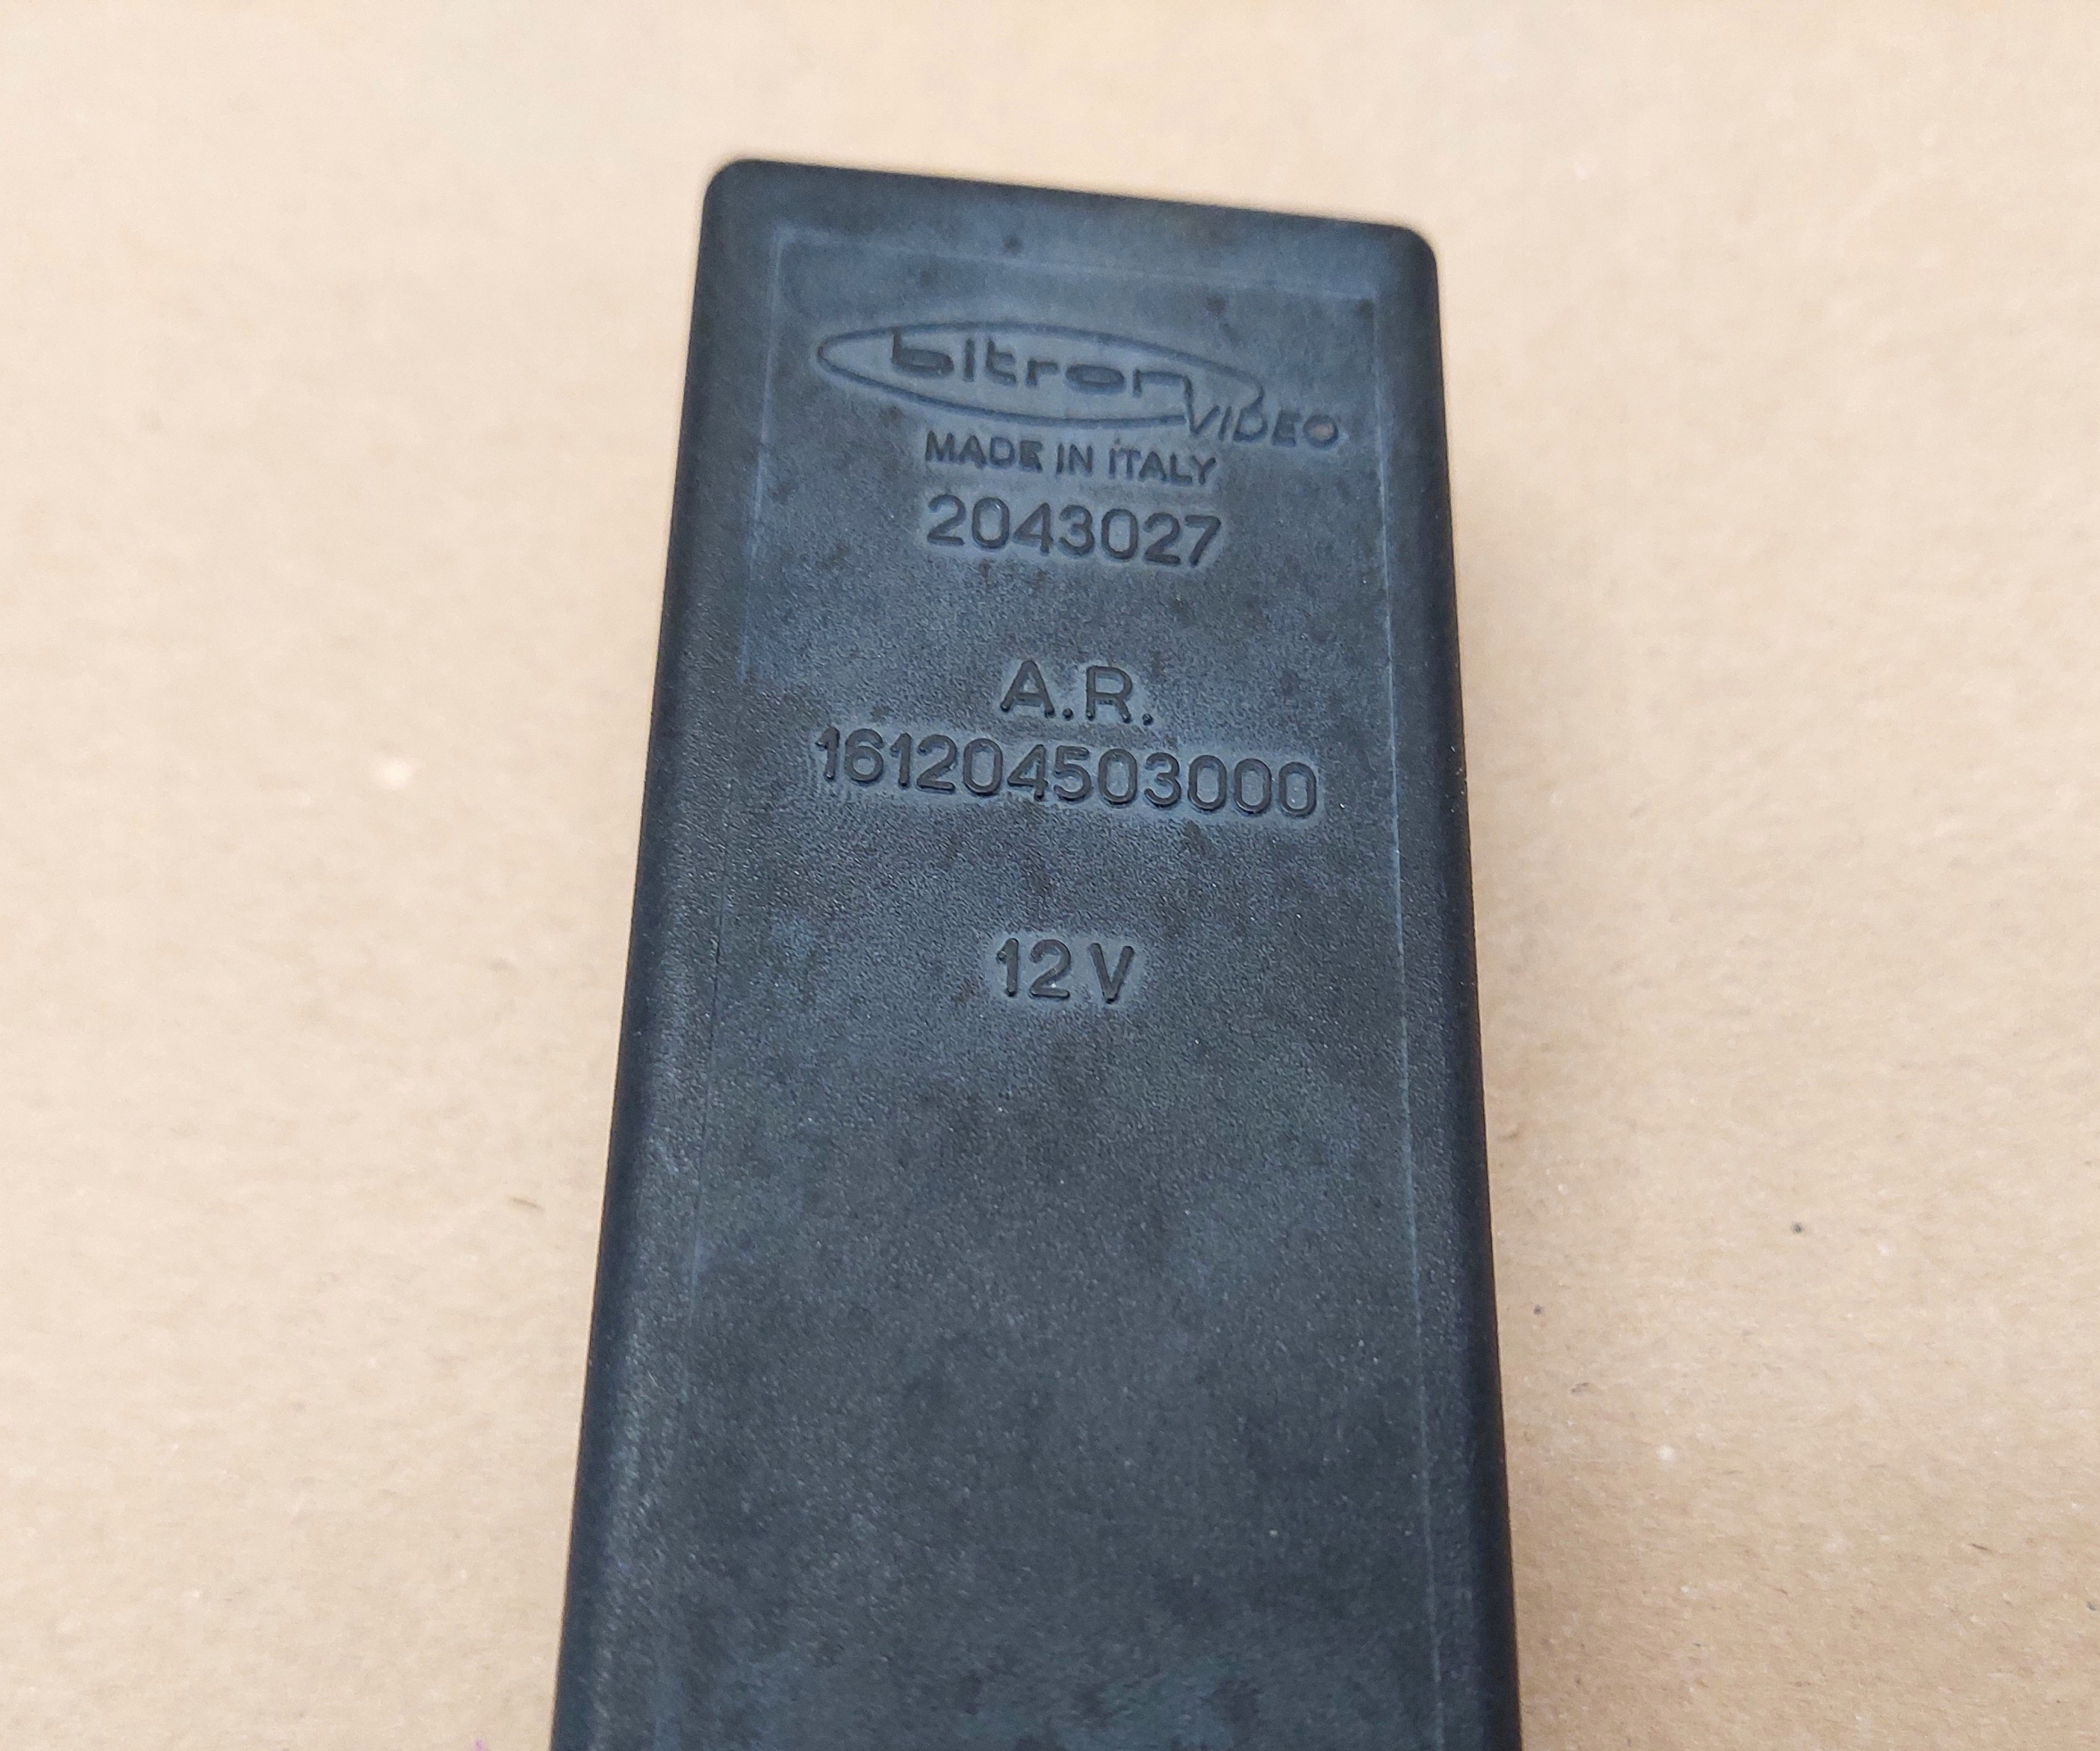 bitron
VIDEO
MADE IN ITALY
2043027
A.R.
161204503000
12 V